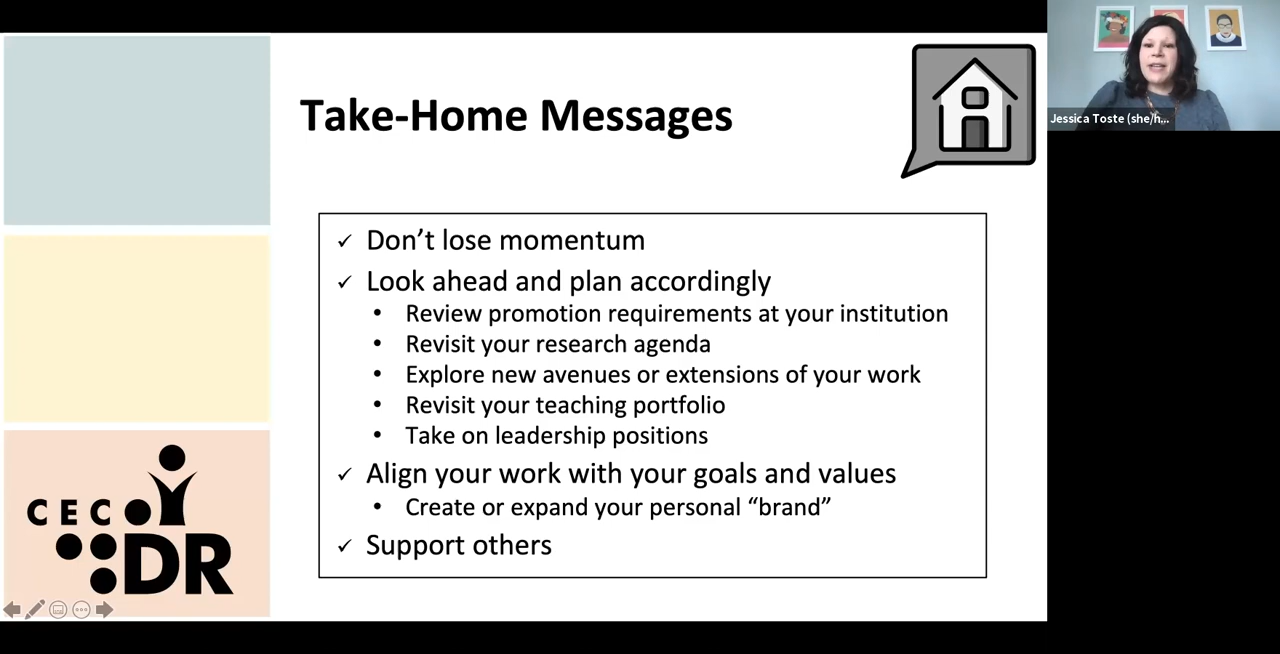 Take-Home Messages
Jessica Toste (she/h...
✓ Don’t lose momentum
✓ Look ahead and plan accordingly
• Review promotion requirements at your institution
• Revisit your research agenda
• Explore new avenues or extensions of your work
• Revisit your teaching portfolio
• Take on leadership positions
✓ Align your work with your goals and values
• Create or expand your personal “brand”
✓ Support others
CEC
DR